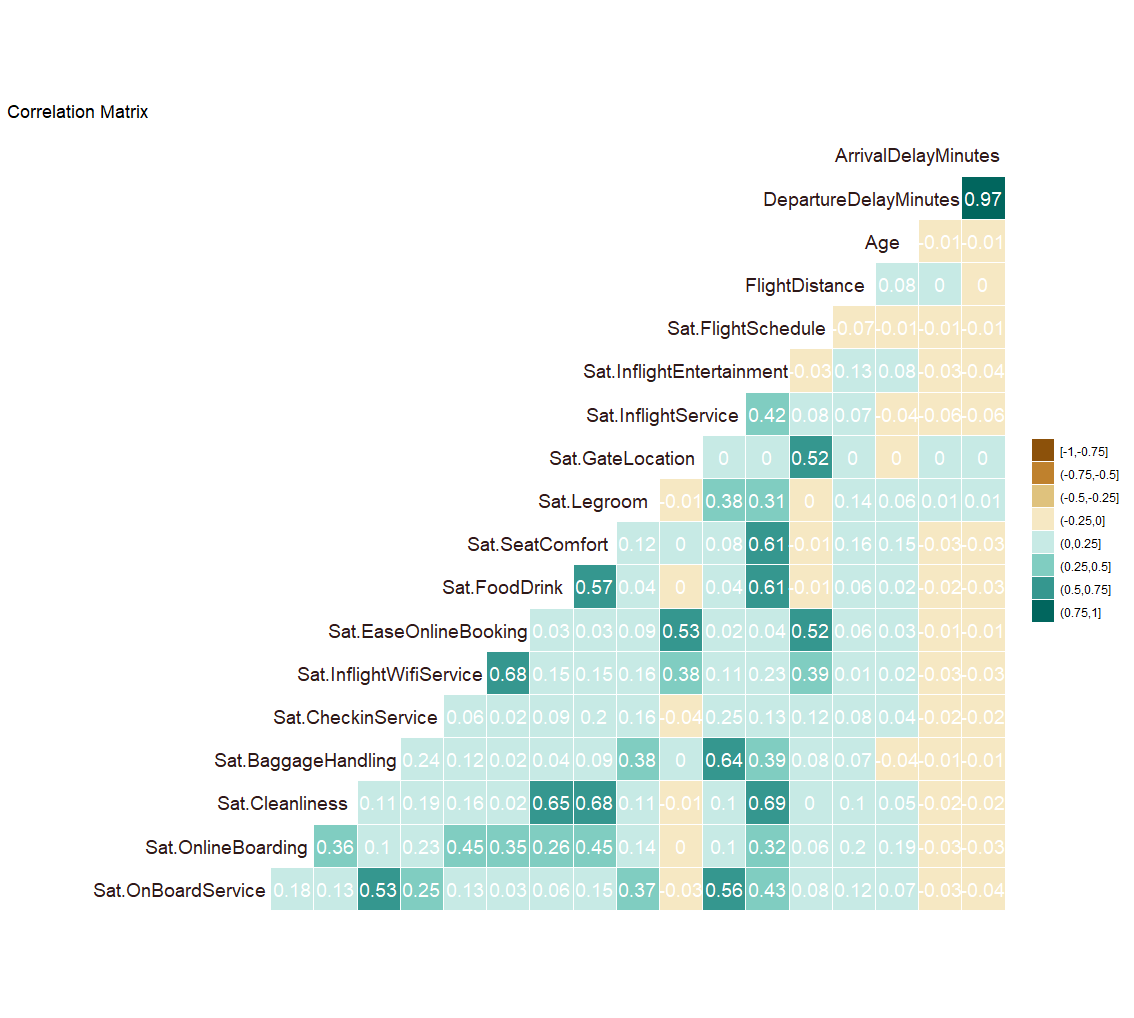 Correlation Matrix
ArrivalDelayMinutes
DepartureDelayMinutes 0.97
Age -0.01 -0.01
FlightDistance 0.08 0 0
Sat.FlightSchedule -0.07 -0.01 -0.01 -0.01
Sat.InflightEntertainment -0.03 0.13 0.08 -0.03 -0.04
Sat.InflightService 0.42 0.08 0.07 -0.04 -0.06 -0.06
Sat.GateLocation 0 0 0.52 0 0 0 0
Sat.Legroom -0.01 0.38 0.31 0 0.14 0.06 0.01 0.01
Sat.SeatComfort 0.12 0 0.08 0.61 -0.01 0.16 0.15 -0.03 -0.03
Sat.FoodDrink 0.57 0.04 0 0.04 0.61 -0.01 0.06 0.02 -0.02 -0.03
Sat.EaseOnlineBooking 0.03 0.03 0.09 0.53 0.02 0.04 0.52 0.06 0.03 -0.01 -0.01
Sat.InflightWifiService 0.68 0.15 0.15 0.16 0.38 0.11 0.23 0.39 0.01 0.02 -0.03 -0.03
Sat.CheckinService 0.06 0.02 0.09 0.2 0.16 -0.04 0.25 0.13 0.12 0.08 0.04 -0.02 -0.02
Sat.BaggageHandling 0.24 0.12 0.02 0.04 0.09 0.38 0 0.64 0.39 0.08 0.07 -0.04 -0.01 -0.01
Sat.Cleanliness 0.11 0.19 0.16 0.02 0.65 0.68 0.11 -0.01 0.1 0.69 0 0.1 0.05 -0.02 -0.02
Sat.OnlineBoarding 0.36 0.1 0.23 0.45 0.35 0.26 0.45 0.14 0 0.1 0.32 0.06 0.2 0.19 -0.03 -0.03
Sat.OnBoardService 0.18 0.13 0.53 0.25 0.13 0.03 0.06 0.15 0.37 -0.03 0.56 0.43 0.08 0.12 0.07 -0.03 -0.04
[-1,-0.75]
(-0.75,-0.5]
(-0.5,-0.25]
(-0.25,0]
(0,0.25]
(0.25,0.5]
(0.5,0.75]
(0.75,1]